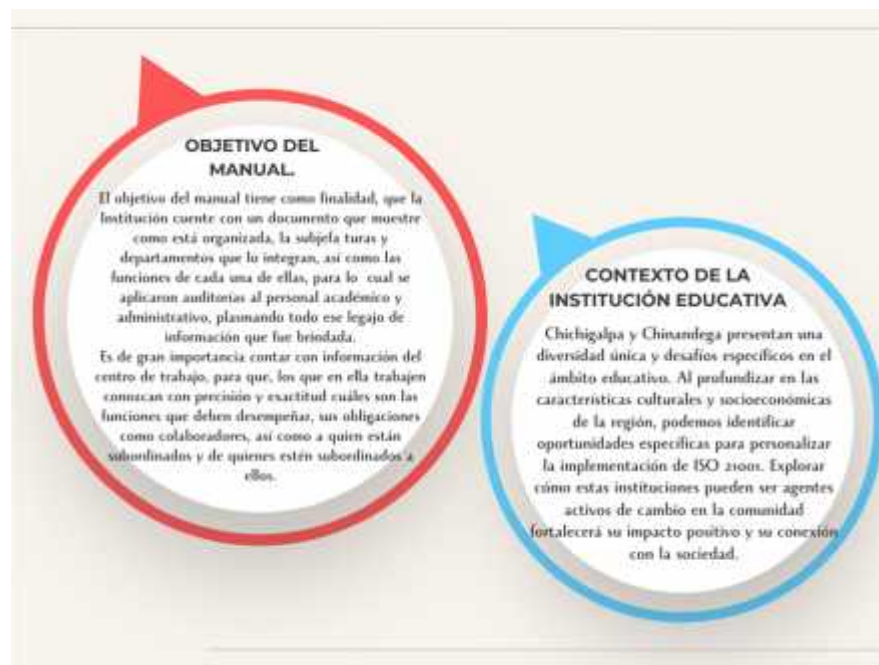 OBJETIVO DEL
MANUAL.
El objetivo del manual tiene como finalidad, que la
Institución cuente con un documento que muestre
como está organizada, la subjefa turas y
departamentos que lo integran, así como las
funciones de cada una de ellas, para lo cual se
aplicaron auditorias al personal académico y
administrativo, plasmando todo ese legajo de
información que fue brindada.
Es de gran importancia contar con información del
centro de trabajo, para que, los que en ella trabajen
conozcan con precisión y exactitud cuáles son las
funciones que deben desempeñar, sus obligaciones
como colaboradores, así como a quien están
subordinados y de quienes estén subordinados a
ellos.
CONTEXTO DE LA
INSTITUCIÓN EDUCATIVA
Chichigalpa y Chinandega presentan una
diversidad única y desafíos específicos en el
ámbito educativo. Al profundizar en las
características culturales y socioeconómicas
de la región, podemos identificar
oportunidades específicas para personalizar
la implementación de ISO 21001. Explorar
cómo estas instituciones pueden ser agentes
activos de cambio en la comunidad
fortalecerá su impacto positivo y su conexión
con la sociedad.